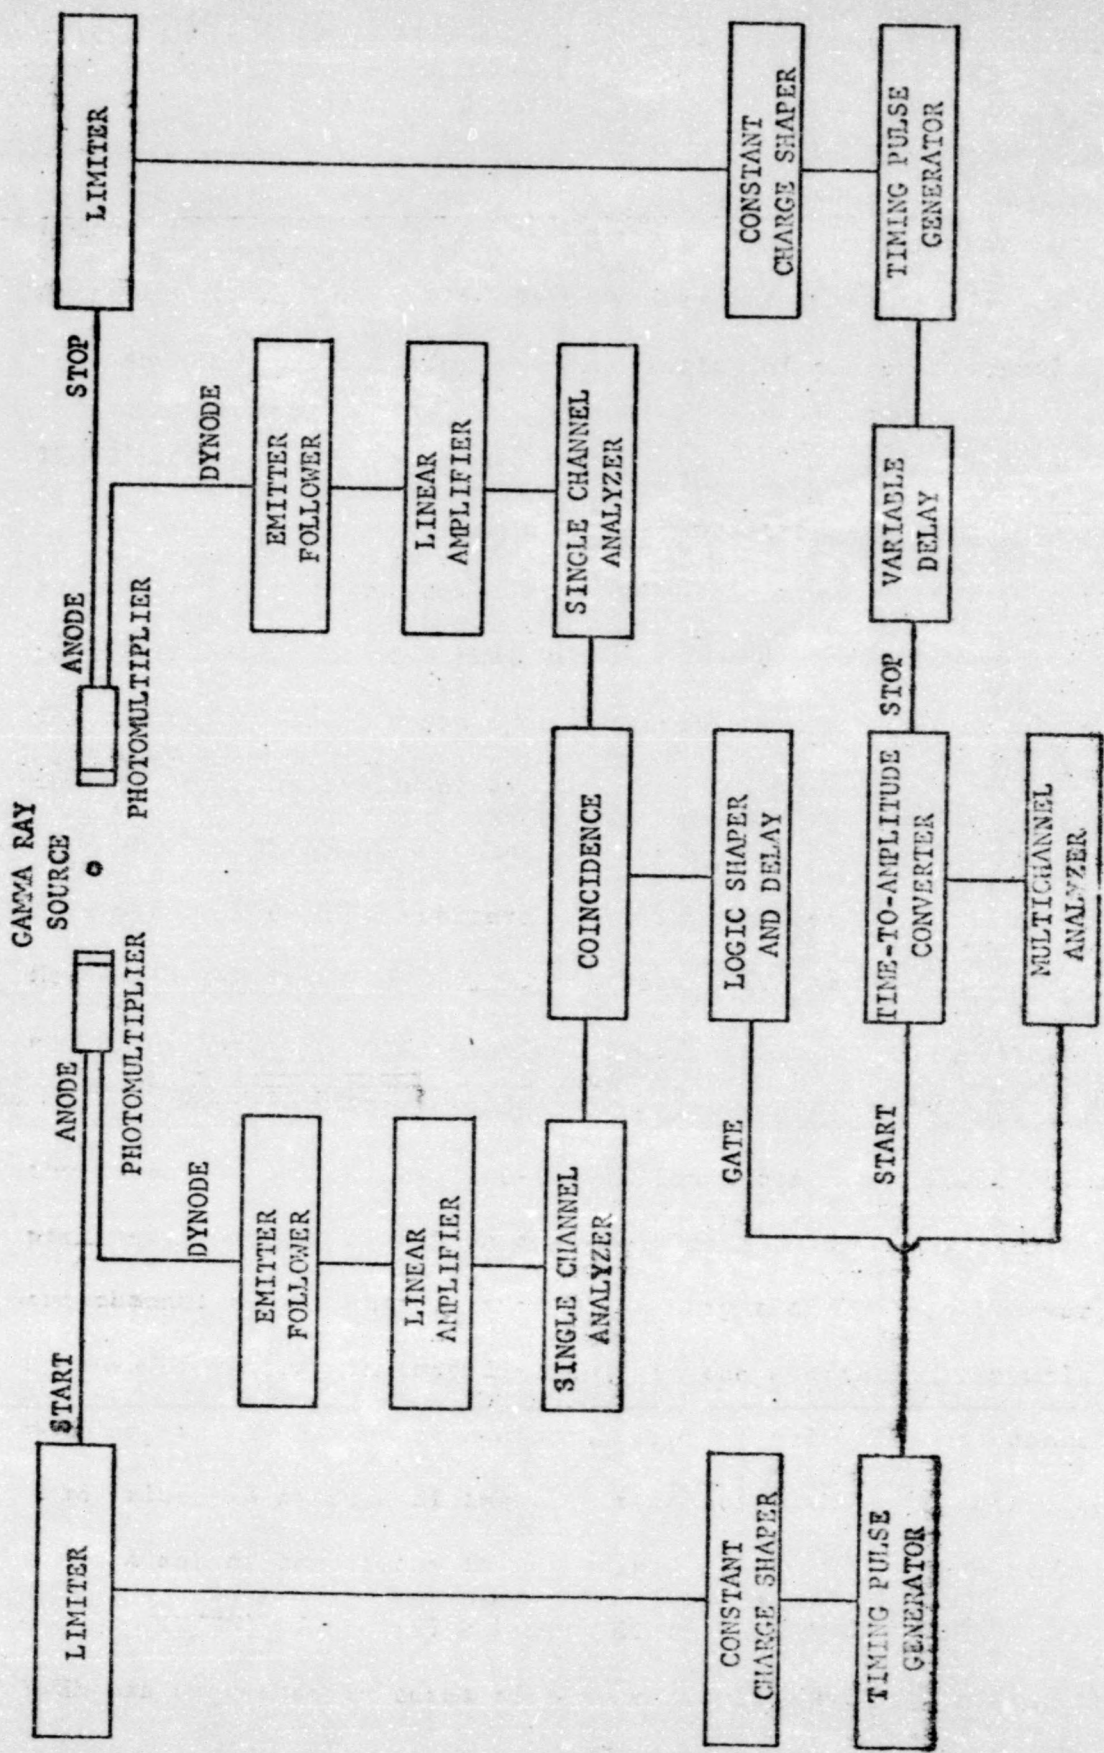 GAMMA RAY
SOURCE
START
ANODE
ANODE
STOP
LIMITER
PHOTOMULTIPLIER
PHOTOMULTIPLIER
LIMITER
DYNODE
DYNODE
EMITTER
FOLLOWER
EMITTER
FOLLOWER
LINEAR
AMPLIFIER
LINEAR
AMPLIFIER
SINGLE CHANNEL
ANALYZER
COINCIDENCE
SINGLE CHANNEL
ANALYZER
CONSTANT
CHARGE SHAPER
GATE
LOGIC SHAPER
AND DELAY
CONSTANT
CHARGE SHAPER
TIMING PULSE
GENERATOR
START
TIME-TO-AMPLITUDE
CONVERTER
STOP
VARIABLE
DELAY
TIMING PULSE
GENERATOR
MULTICHANNEL
ANALYZER